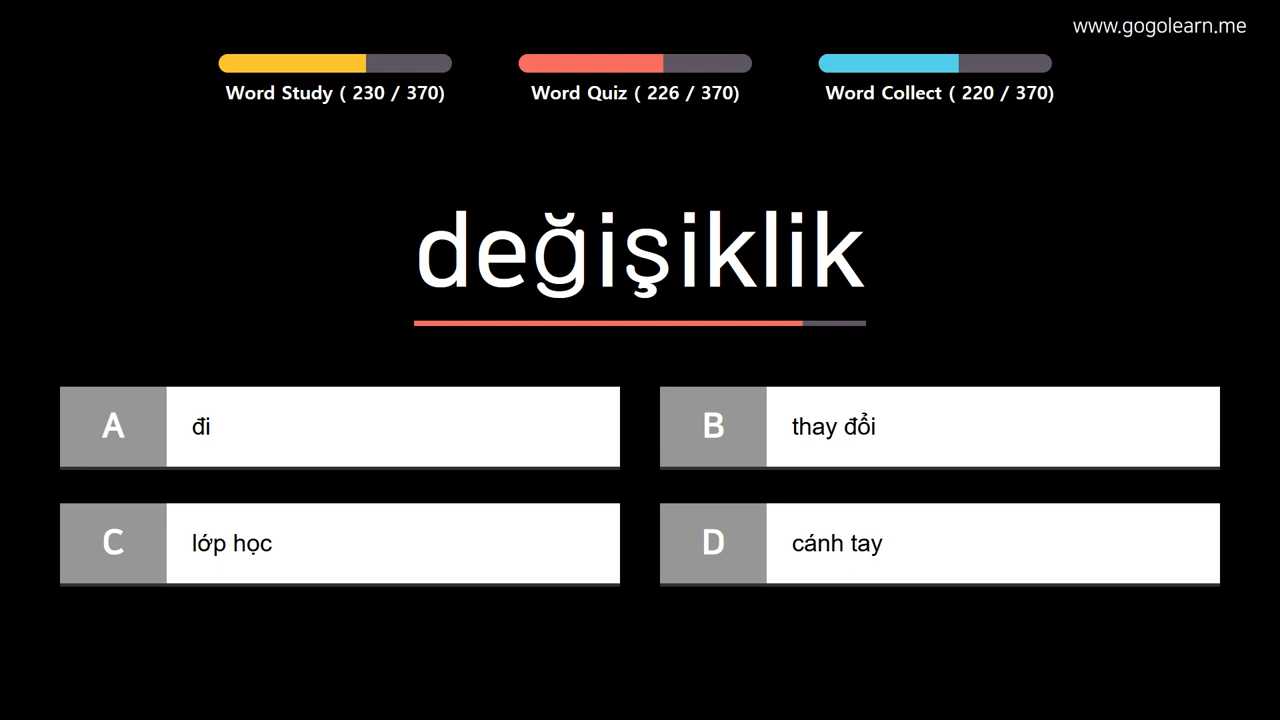 www.gogolearn.me
Word Study ( 230 / 370)
Word Quiz ( 226 / 370)
Word Collect ( 220 / 370)
değişiklik
A
đi
B
thay đổi
C
lớp học
D
cánh tay